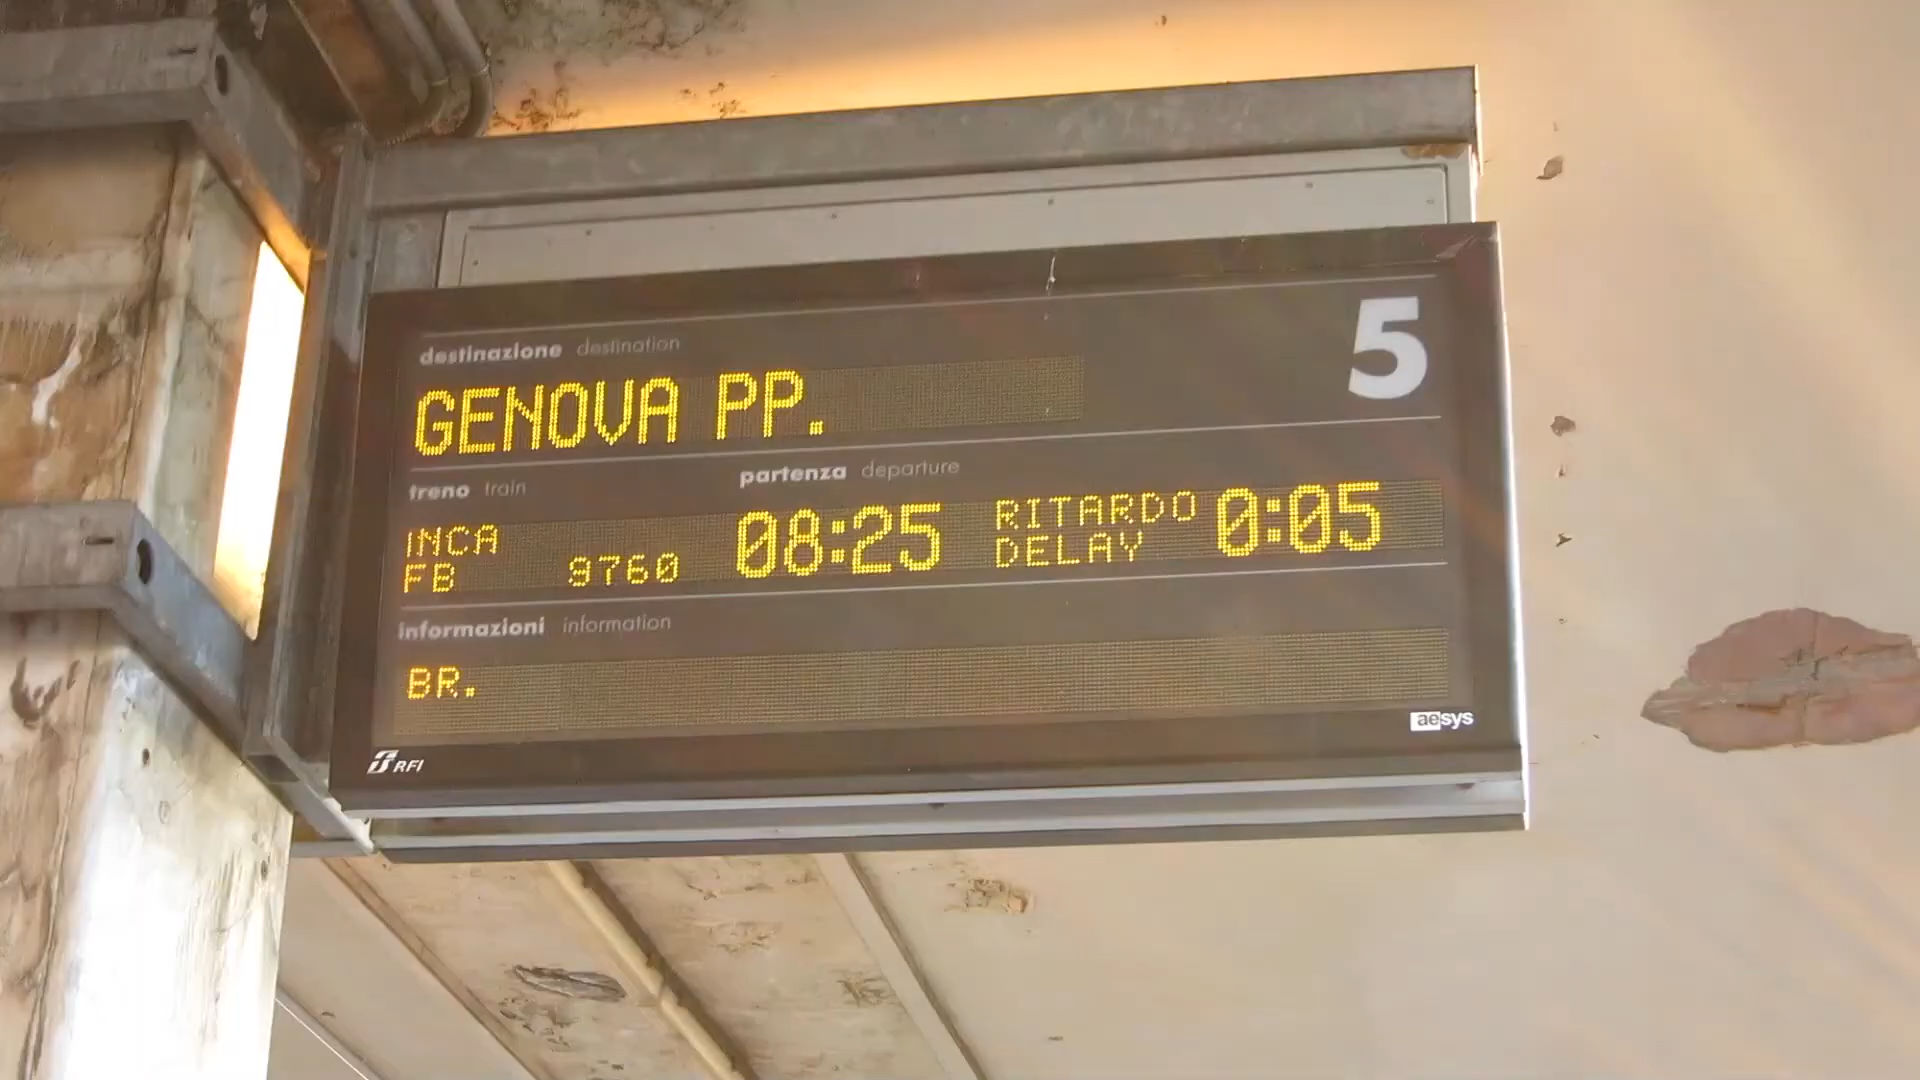 destinazione destination
5
GENOVA PP.
treno train partenza departure
INCA
FB 9760 08:25 RITARDO DELAY 0:05
informazioni information
BR.
aesys
RFI